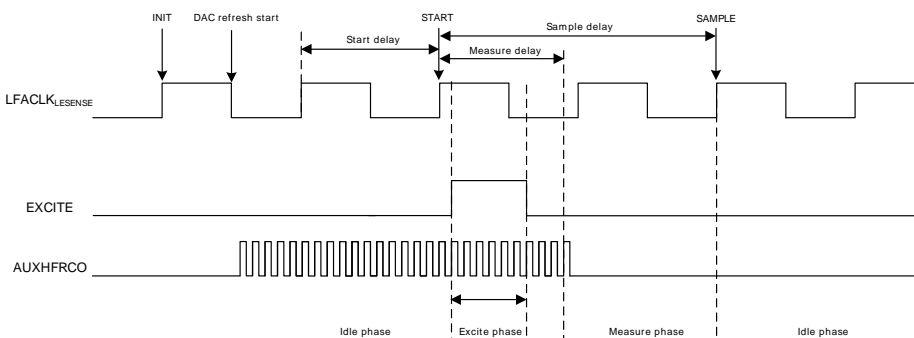 INIT
DAC refresh start
START
SAMPLE
Start delay
Sample delay
Measure delay
LFACLKLESENSE
EXCITE
AUXHFRCO
Idle phase
Excite phase
Measure phase
Idle phase